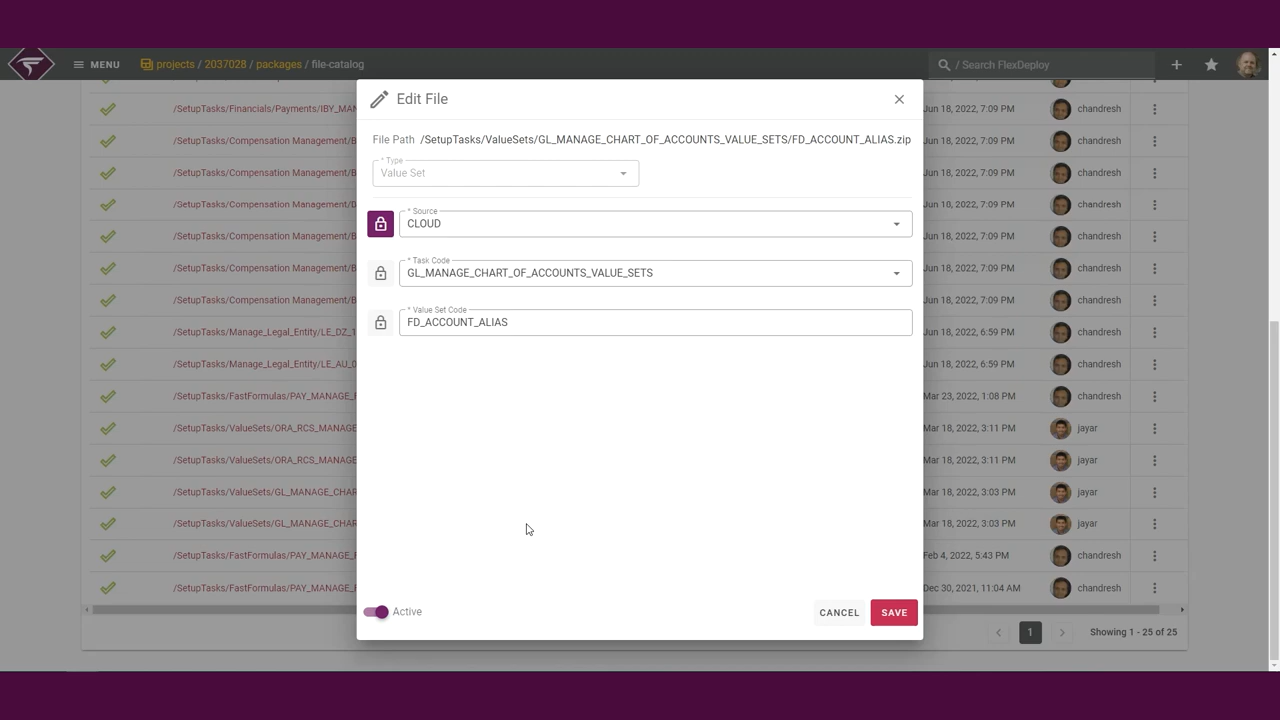 MENU
projects / 2037028 / packages / file-catalog
/ Search FlexDeploy
Edit File
File Path /SetupTasks/ValueSets/GL_MANAGE_CHART_OF_ACCOUNTS_VALUE_SETS/FD_ACCOUNT_ALIAS.zip
* Type
Value Set
* Source
CLOUD
* Task Code
GL_MANAGE_CHART_OF_ACCOUNTS_VALUE_SETS
* Value Set Code
FD_ACCOUNT_ALIAS
Active
CANCEL
SAVE
/SetupTasks/Financials/Payments/IBY_MAN Jun 18, 2022, 7:09 PM chandresh
/SetupTasks/Compensation Management/B Jun 18, 2022, 7:09 PM chandresh
/SetupTasks/Compensation Management/B Jun 18, 2022, 7:09 PM chandresh
/SetupTasks/Compensation Management/B Jun 10, 2022, 7:09 PM chandresh
/SetupTasks/Compensation Management/B Jun 18, 2022, 7:09 PM chandresh
/SetupTasks/Compensation Management/B Jun 18, 2022, 7:09 PM chandresh
/SetupTasks/Compensation Management/B Jun 18, 2022, 7:09 PM chandresh
/SetupTasks/Manage_Legal_Entity/LE_DZ_1 Jun 18, 2022, 6:59 PM chandresh
/SetupTasks/Manage_Legal_Entity/LE_AU_0 Jun 18, 2022, 6:59 PM chandresh
/SetupTasks/FastFormulas/PAY_MANAGE_F Mar 23, 2022, 1:08 PM chandresh
/SetupTasks/ValueSets/ORA_RCS_MANAGE Mar 18, 2022, 3:11 PM jayar
/SetupTasks/ValueSets/ORA_RCS_MANAGE Mar 18, 2022, 3:11 PM jayar
/SetupTasks/ValueSets/GL_MANAGE_CHAR Mar 18, 2022, 3:03 PM jayar
/SetupTasks/ValueSets/GL_MANAGE_CHAR Mar 18, 2022, 3:03 PM jayar
/SetupTasks/FastFormulas/PAY_MANAGE_F Feb 4, 2022, 5:43 PM chandresh
/SetupTasks/FastFormulas/PAY_MANAGE_F Dec 30, 2021, 11:04 AM chandresh
1
Showing 1 - 25 of 25